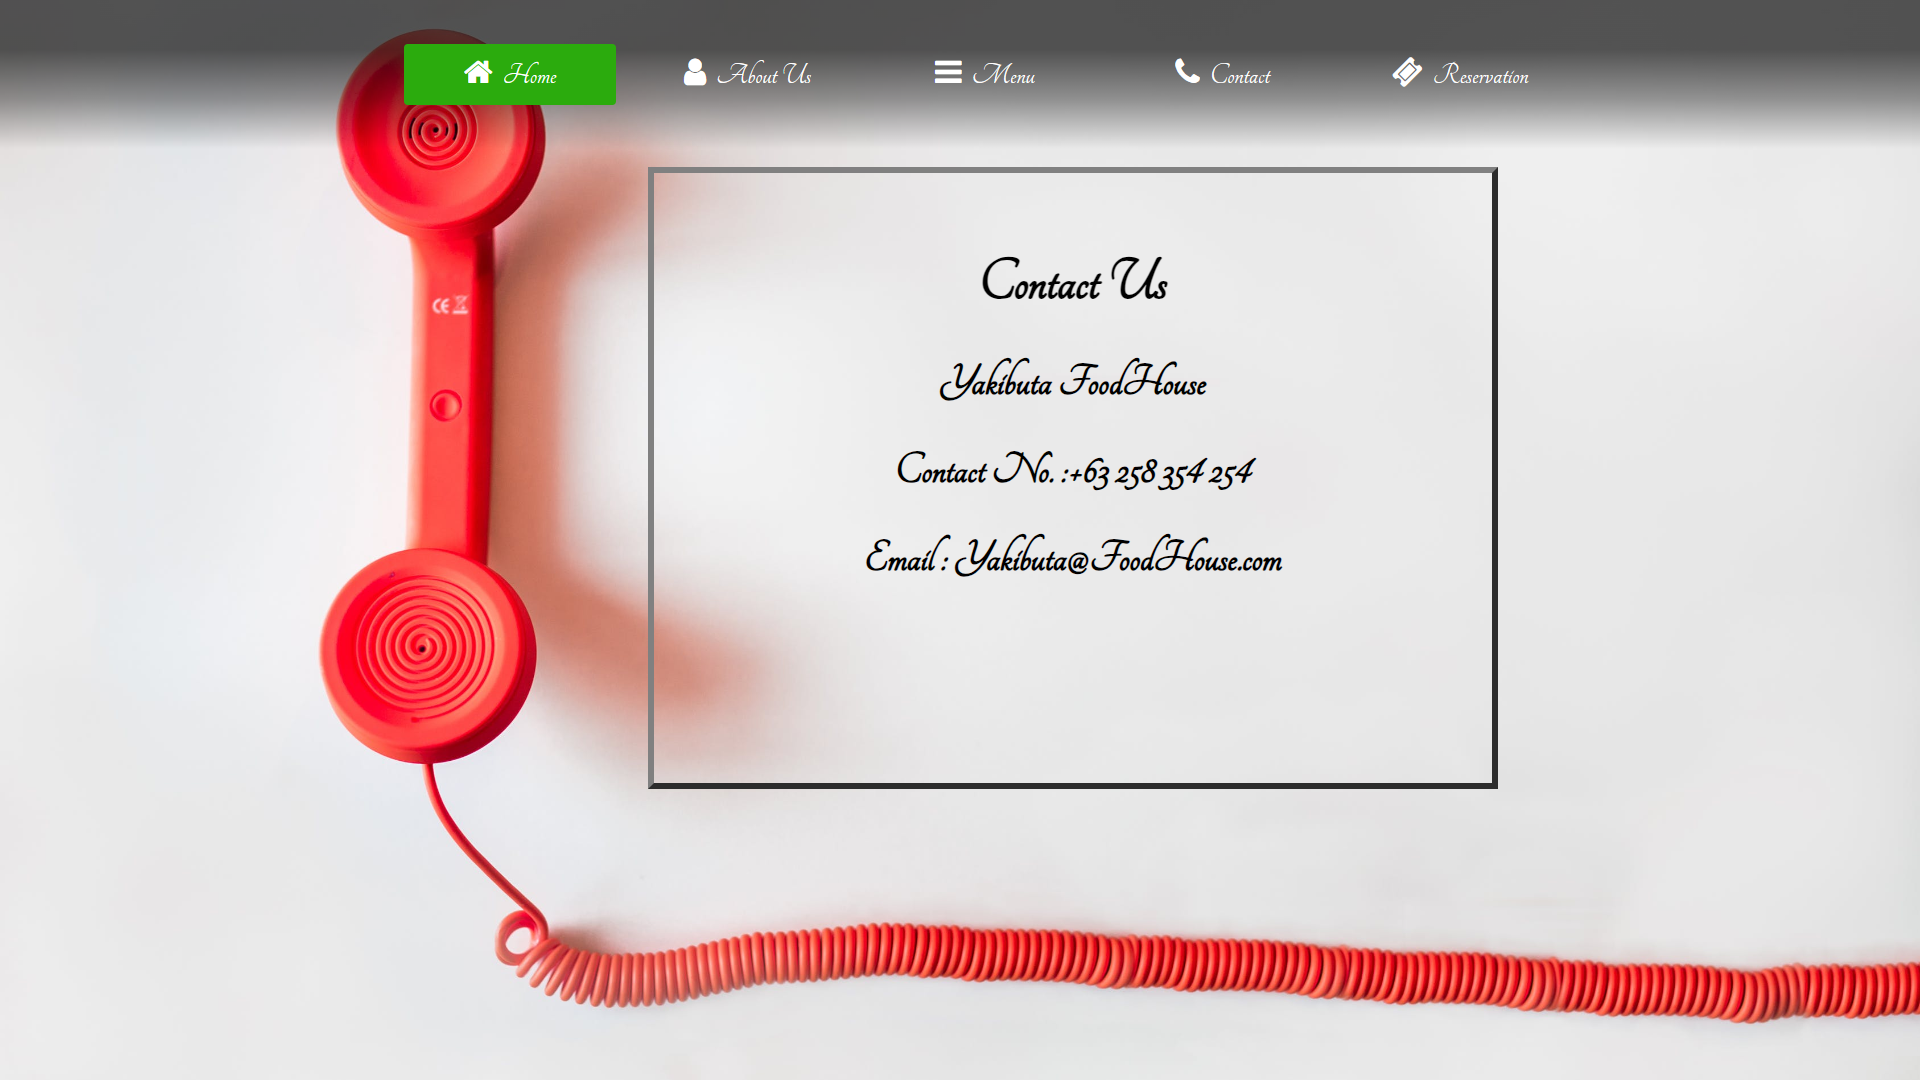 Home About Us Menu Contact Reservation
CE
Contact Us
Yakibuta FoodHouse
Contact No. :+63 258 354 254
Email : Yakibuta@FoodHouse.com